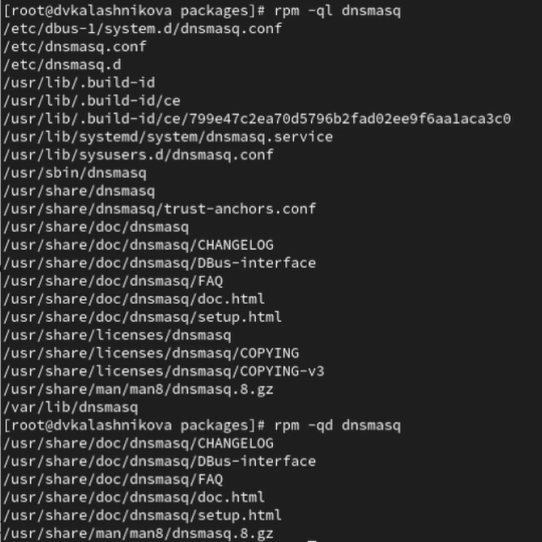 [root@dvkalashnikova packages]# rpm -ql dnsmasq
/etc/dbus-1/system.d/dnsmasq.conf
/etc/dnsmasq.conf
/etc/dnsmasq.d
/usr/lib/.build-id
/usr/lib/.build-id/ce
/usr/lib/.build-id/ce/799e47c2ea70d5796b2fad02ee9f6aa1aca3c0
/usr/lib/systemd/system/dnsmasq.service
/usr/lib/sysusers.d/dnsmasq.conf
/usr/sbin/dnsmasq
/usr/share/dnsmasq
/usr/share/dnsmasq/trust-anchors.conf
/usr/share/doc/dnsmasq
/usr/share/doc/dnsmasq/CHANGELOG
/usr/share/doc/dnsmasq/DBus-interface
/usr/share/doc/dnsmasq/FAQ
/usr/share/doc/dnsmasq/doc.html
/usr/share/doc/dnsmasq/setup.html
/usr/share/licenses/dnsmasq
/usr/share/licenses/dnsmasq/COPYING
/usr/share/licenses/dnsmasq/COPYING-v3
/usr/share/man/man8/dnsmasq.8.gz
/var/lib/dnsmasq
[root@dvkalashnikova packages]# rpm -qd dnsmasq
/usr/share/doc/dnsmasq/CHANGELOG
/usr/share/doc/dnsmasq/DBus-interface
/usr/share/doc/dnsmasq/FAQ
/usr/share/doc/dnsmasq/doc.html
/usr/share/doc/dnsmasq/setup.html
/usr/share/man/man8/dnsmasq.8.gz